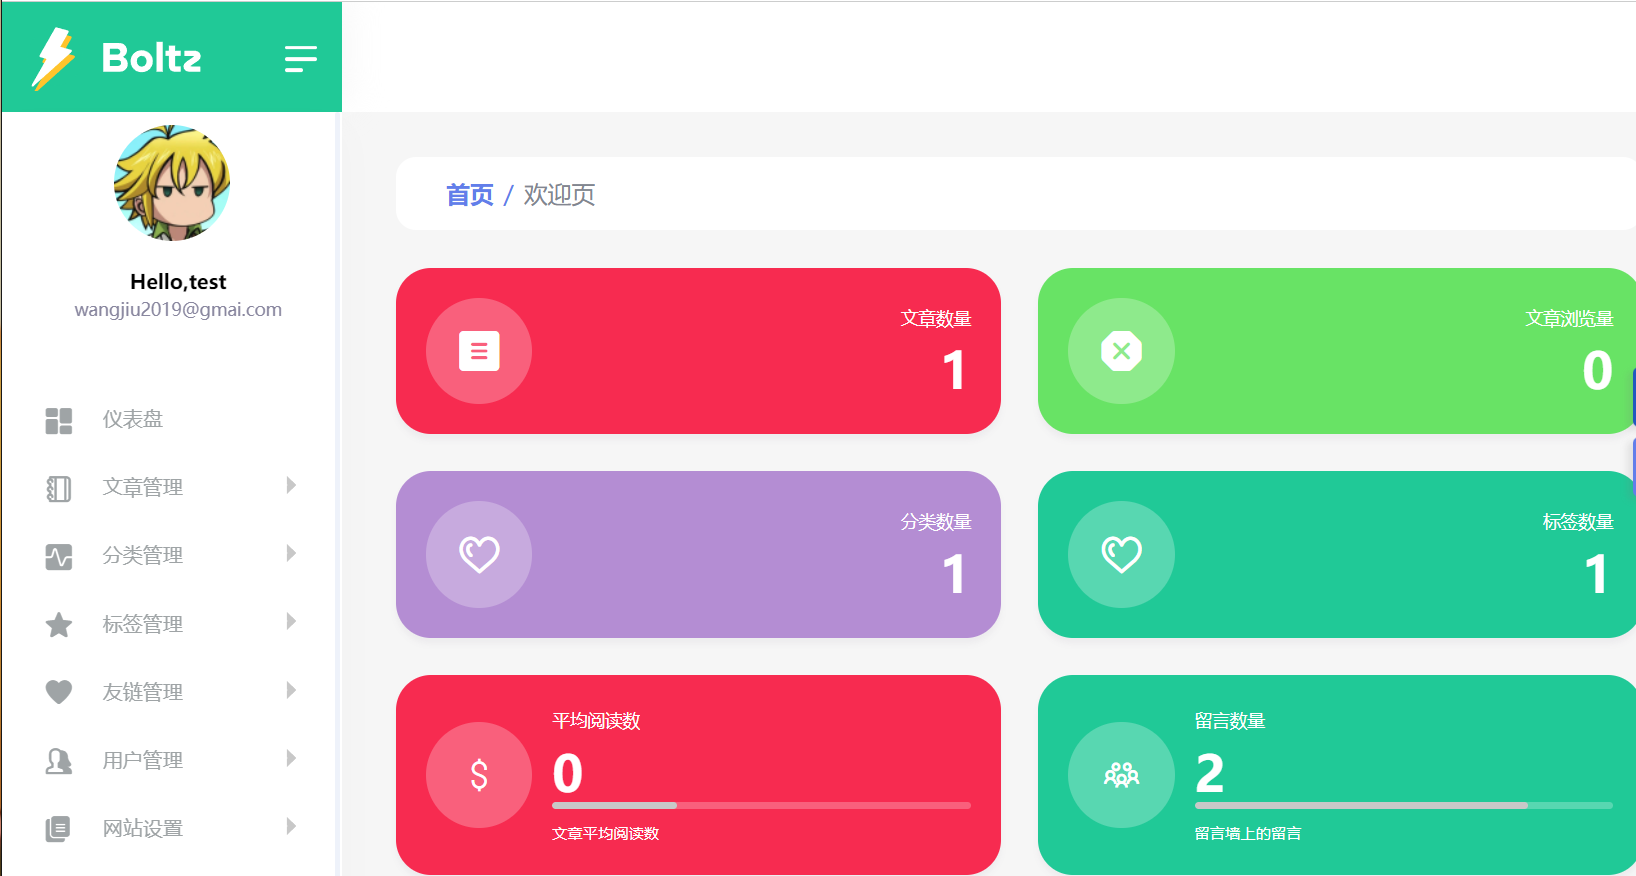 Boltz
Hello,test
wangjiu2019@gmai.com
仪表盘
文章管理
分类管理
标签管理
友链管理
用户管理
网站设置
首页 / 欢迎页
文章数量
1
文章浏览量
0
分类数量
1
标签数量
1
平均阅读数
0
文章平均阅读数
留言数量
2
留言墙上的留言